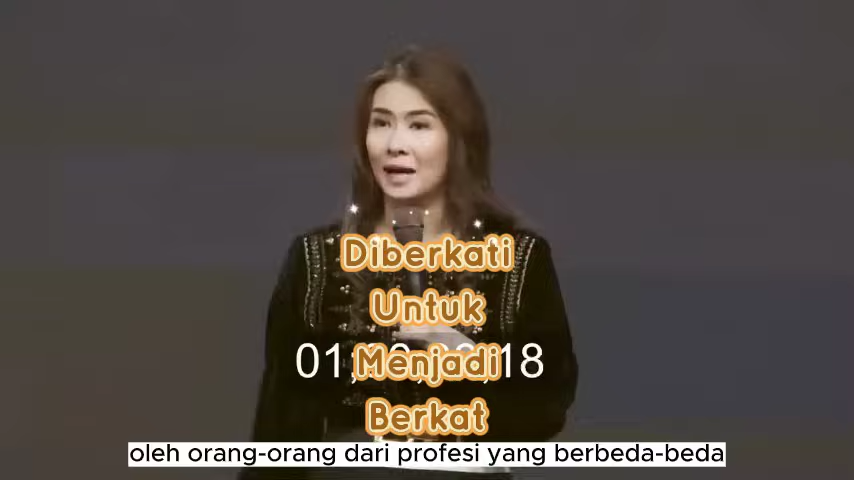 Diberkati
Untuk
Menjadi
Berkat
oleh orang-orang dari profesi yang berbeda-beda